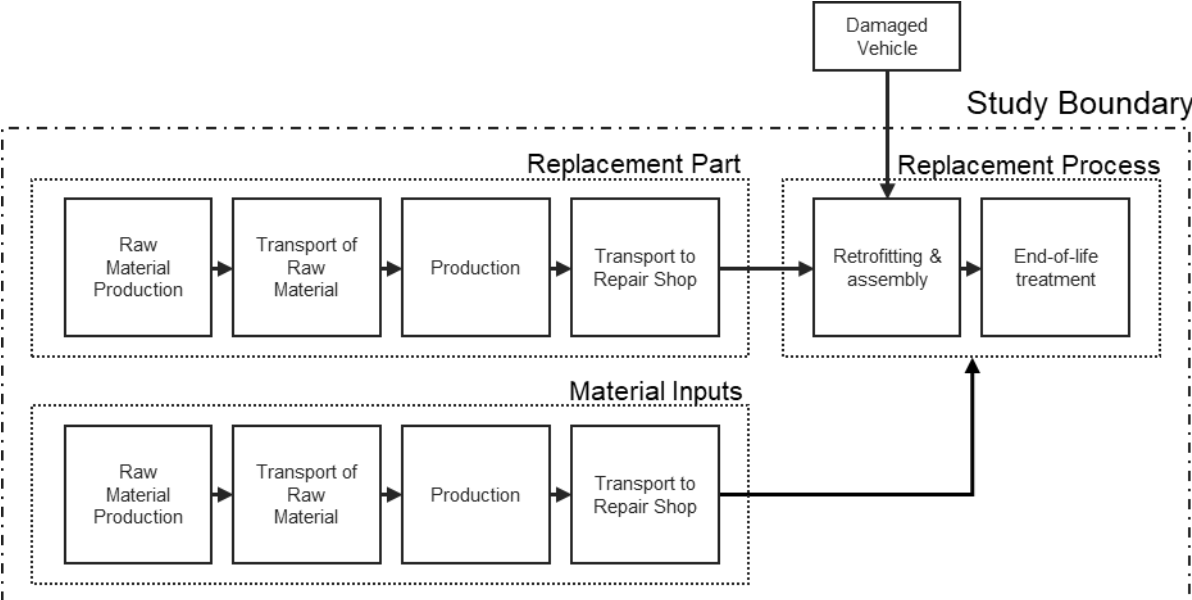 Damaged
Vehicle
Study Boundary
Replacement Part
Replacement Process
Raw
Material
Production
Transport of
Raw
Material
Production
Transport to
Repair Shop
Retrofitting &
assembly
End-of-life
treatment
Material Inputs
Raw
Material
Production
Transport of
Raw
Material
Production
Transport to
Repair Shop